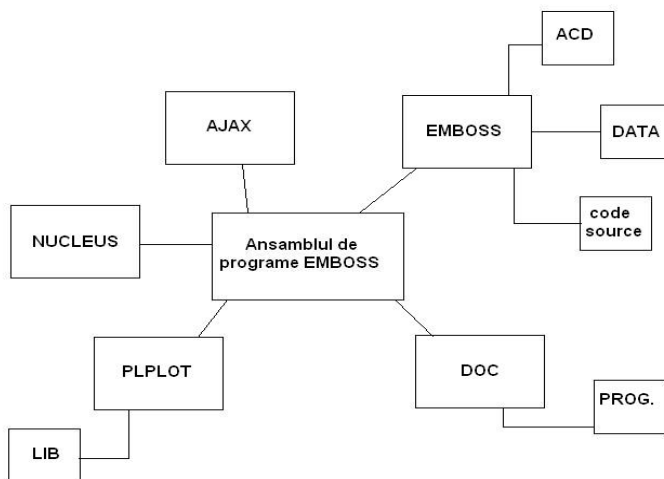 ACD
AJAX
EMBOSS
DATA
code
source
NUCLEUS
Ansamblul de
programe EMBOSS
PLPLOT
DOC
PROG.
LIB